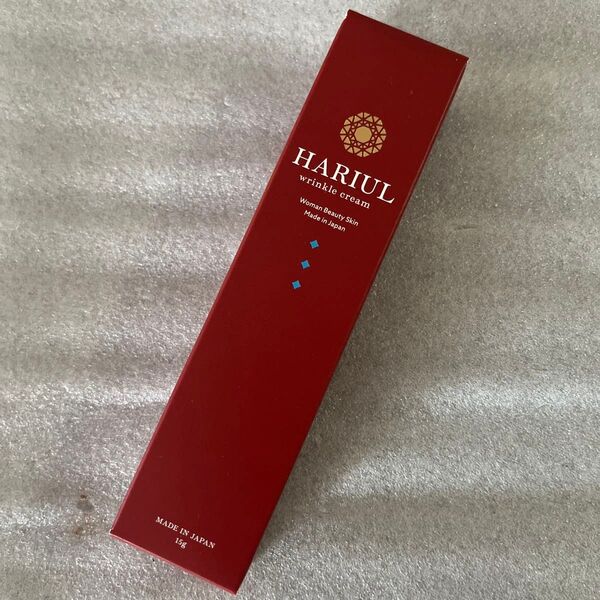 HARIUL
wrinkle cream
Woman Beauty Skin
Made in Japan
MADE IN JAPAN
15g